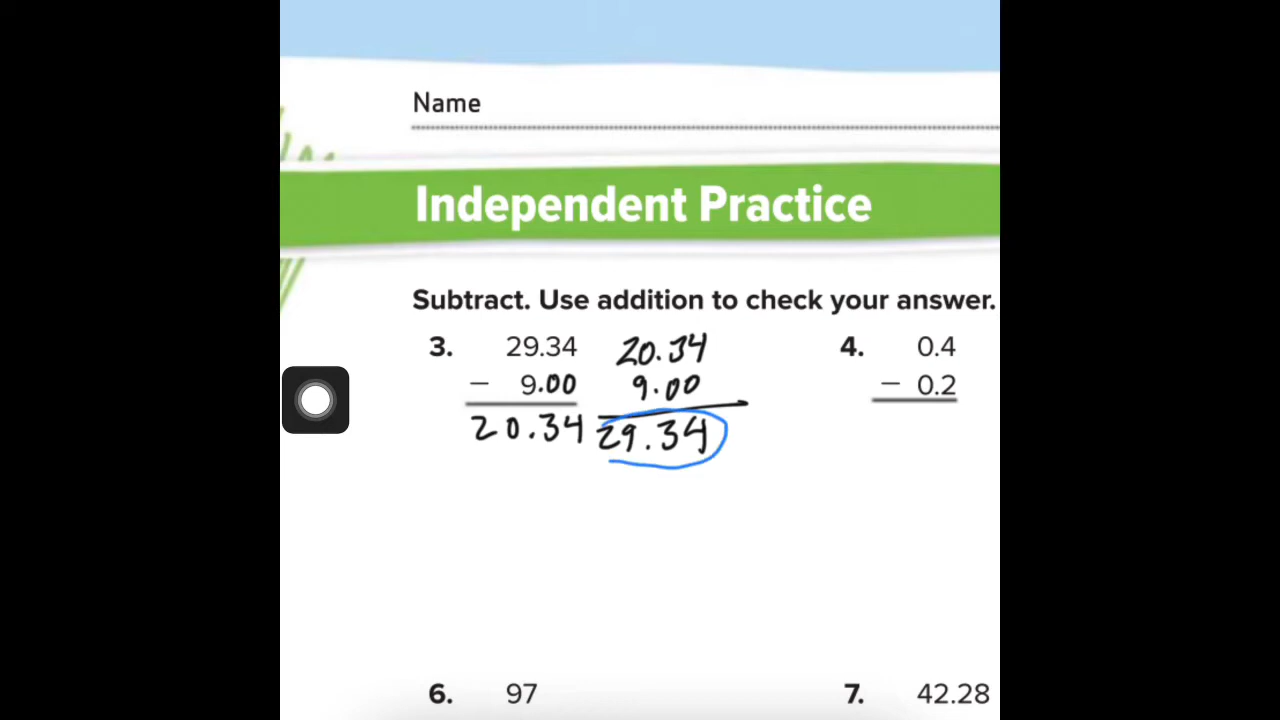 Name
Independent Practice
Subtract. Use addition to check your answer.
3. 29.34 20.34 4. 0.4
− 9.00 9.00 − 0.2
20.34 29.34
6. 97 7. 42.28